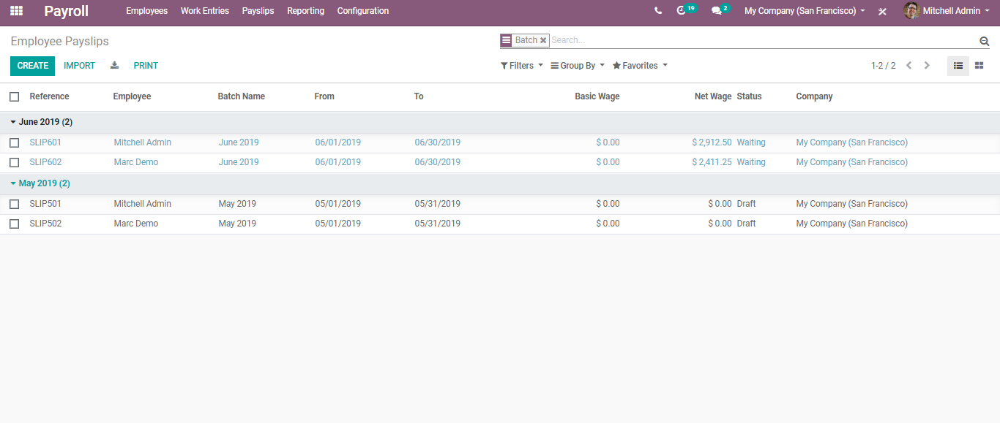 Payroll Employees Work Entries Payslips Reporting Configuration 19 2 My Company (San Francisco) Mitchell Admin
Employee Payslips Batch Search...
CREATE IMPORT PRINT Filters Group By Favorites 1-2 / 2
Reference Employee Batch Name From To Basic Wage Net Wage Status Company
June 2019 (2)
SLIP601 Mitchell Admin June 2019 06/01/2019 06/30/2019 $ 0.00 $ 2,912.50 Waiting My Company (San Francisco)
SLIP602 Marc Demo June 2019 06/01/2019 06/30/2019 $ 0.00 $ 2,411.25 Waiting My Company (San Francisco)
May 2019 (2)
SLIP501 Mitchell Admin May 2019 05/01/2019 05/31/2019 $ 0.00 $ 0.00 Draft My Company (San Francisco)
SLIP502 Marc Demo May 2019 05/01/2019 05/31/2019 $ 0.00 $ 0.00 Draft My Company (San Francisco)